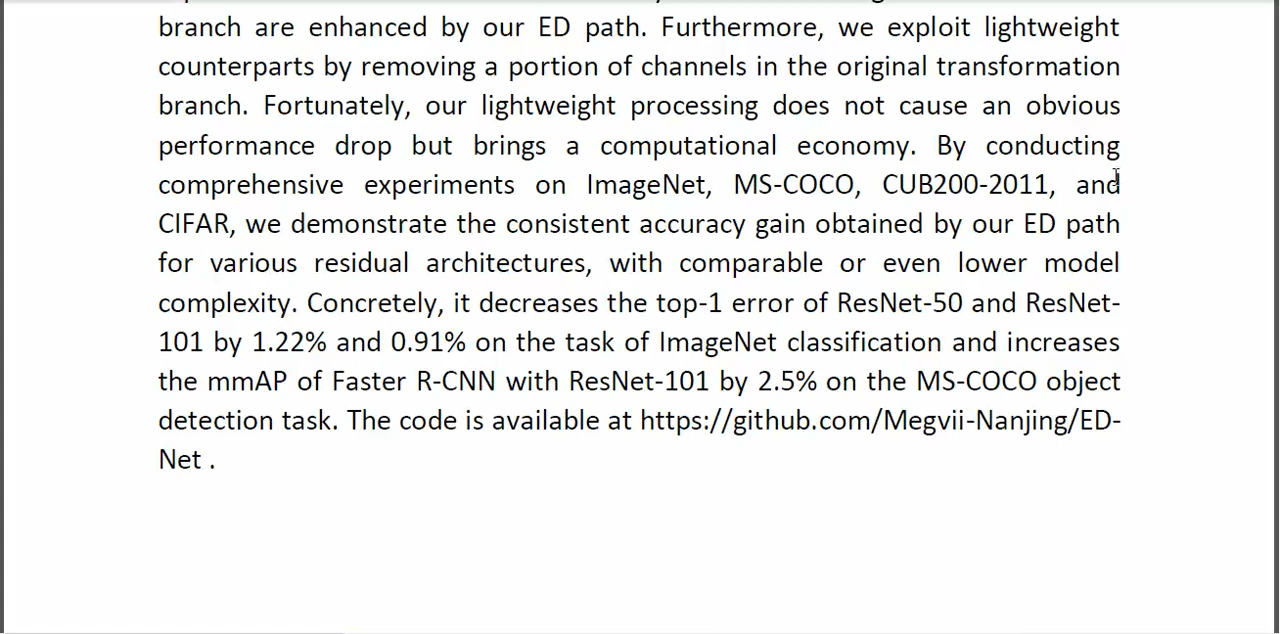 branch are enhanced by our ED path. Furthermore, we exploit lightweight
counterparts by removing a portion of channels in the original transformation
branch. Fortunately, our lightweight processing does not cause an obvious
performance drop but brings a computational economy. By conducting
comprehensive experiments on ImageNet, MS-COCO, CUB200-2011, and
CIFAR, we demonstrate the consistent accuracy gain obtained by our ED path
for various residual architectures, with comparable or even lower model
complexity. Concretely, it decreases the top-1 error of ResNet-50 and ResNet-
101 by 1.22% and 0.91% on the task of ImageNet classification and increases
the mmAP of Faster R-CNN with ResNet-101 by 2.5% on the MS-COCO object
detection task. The code is available at https://github.com/Megvii-Nanjing/ED-
Net .